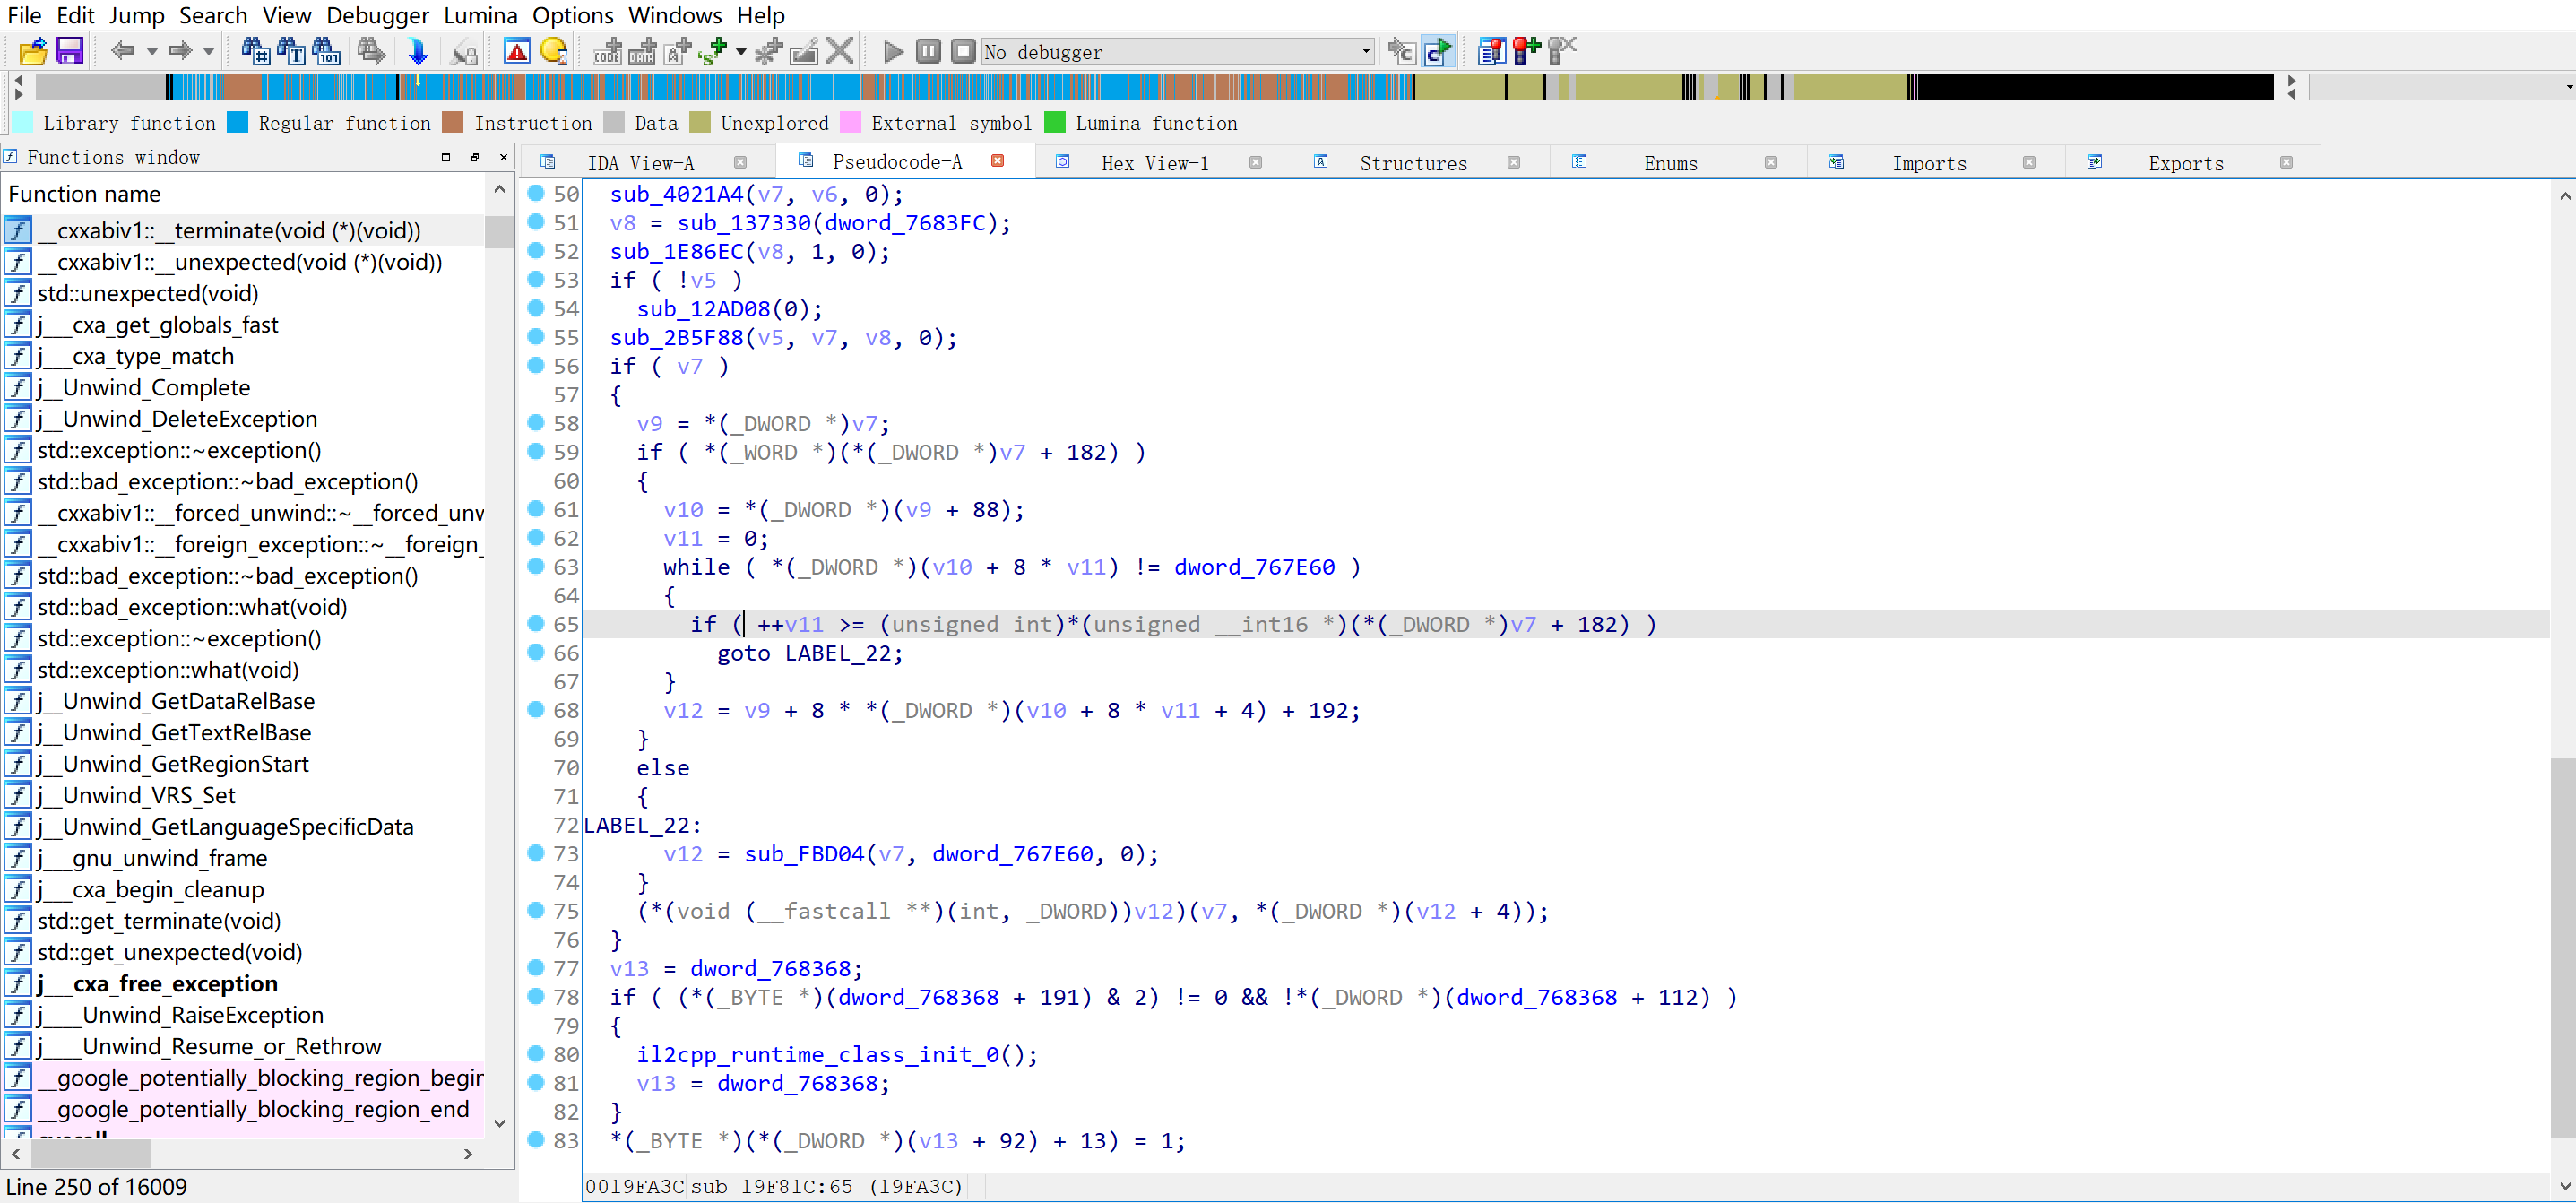 File Edit Jump Search View Debugger Lumina Options Windows Help
No debugger
Library function Regular function Instruction Data Unexplored External symbol Lumina function
Functions window
Function name
__cxxabiv1::__terminate(void (*)(void))
__cxxabiv1::__unexpected(void (*)(void))
std::unexpected(void)
j___cxa_get_globals_fast
j___cxa_type_match
j__Unwind_Complete
j__Unwind_DeleteException
std::exception::~exception()
std::bad_exception::~bad_exception()
__cxxabiv1::__forced_unwind::~__forced_unw
__cxxabiv1::__foreign_exception::~__foreign_
std::bad_exception::~bad_exception()
std::bad_exception::what(void)
std::exception::~exception()
std::exception::what(void)
j__Unwind_GetDataRelBase
j__Unwind_GetTextRelBase
j__Unwind_GetRegionStart
j__Unwind_VRS_Set
j__Unwind_GetLanguageSpecificData
j___gnu_unwind_frame
j___cxa_begin_cleanup
std::get_terminate(void)
std::get_unexpected(void)
j___cxa_free_exception
j____Unwind_RaiseException
j____Unwind_Resume_or_Rethrow
__google_potentially_blocking_region_begin
__google_potentially_blocking_region_end
Line 250 of 16009
IDA View-A Pseudocode-A Hex View-1 Structures Enums Imports Exports
50 sub_4021A4(v7, v6, 0);
51 v8 = sub_137330(dword_7683FC);
52 sub_1E86EC(v8, 1, 0);
53 if ( !v5 )
54 sub_12AD08(0);
55 sub_2B5F88(v5, v7, v8, 0);
56 if ( v7 )
57 {
58 v9 = *(_DWORD *)v7;
59 if ( *(_WORD *)(*(_DWORD *)v7 + 182) )
60 {
61 v10 = *(_DWORD *)(v9 + 88);
62 v11 = 0;
63 while ( *(_DWORD *)(v10 + 8 * v11) != dword_767E60 )
64 {
65 if ( ++v11 >= (unsigned int)*(unsigned __int16 *)(*(_DWORD *)v7 + 182) )
66 goto LABEL_22;
67 }
68 v12 = v9 + 8 * *(_DWORD *)(v10 + 8 * v11 + 4) + 192;
69 }
70 else
71 {
72 LABEL_22:
73 v12 = sub_FBD04(v7, dword_767E60, 0);
74 }
75 (*(void (__fastcall **)(int, _DWORD))v12)(v7, *(_DWORD *)(v12 + 4));
76 }
77 v13 = dword_768368;
78 if ( (*(_BYTE *)(dword_768368 + 191) & 2) != 0 && !*(_DWORD *)(dword_768368 + 112) )
79 {
80 il2cpp_runtime_class_init_0();
81 v13 = dword_768368;
82 }
83 *(_BYTE *)(*(_DWORD *)(v13 + 92) + 13) = 1;
0019FA3C sub_19F81C:65 (19FA3C)